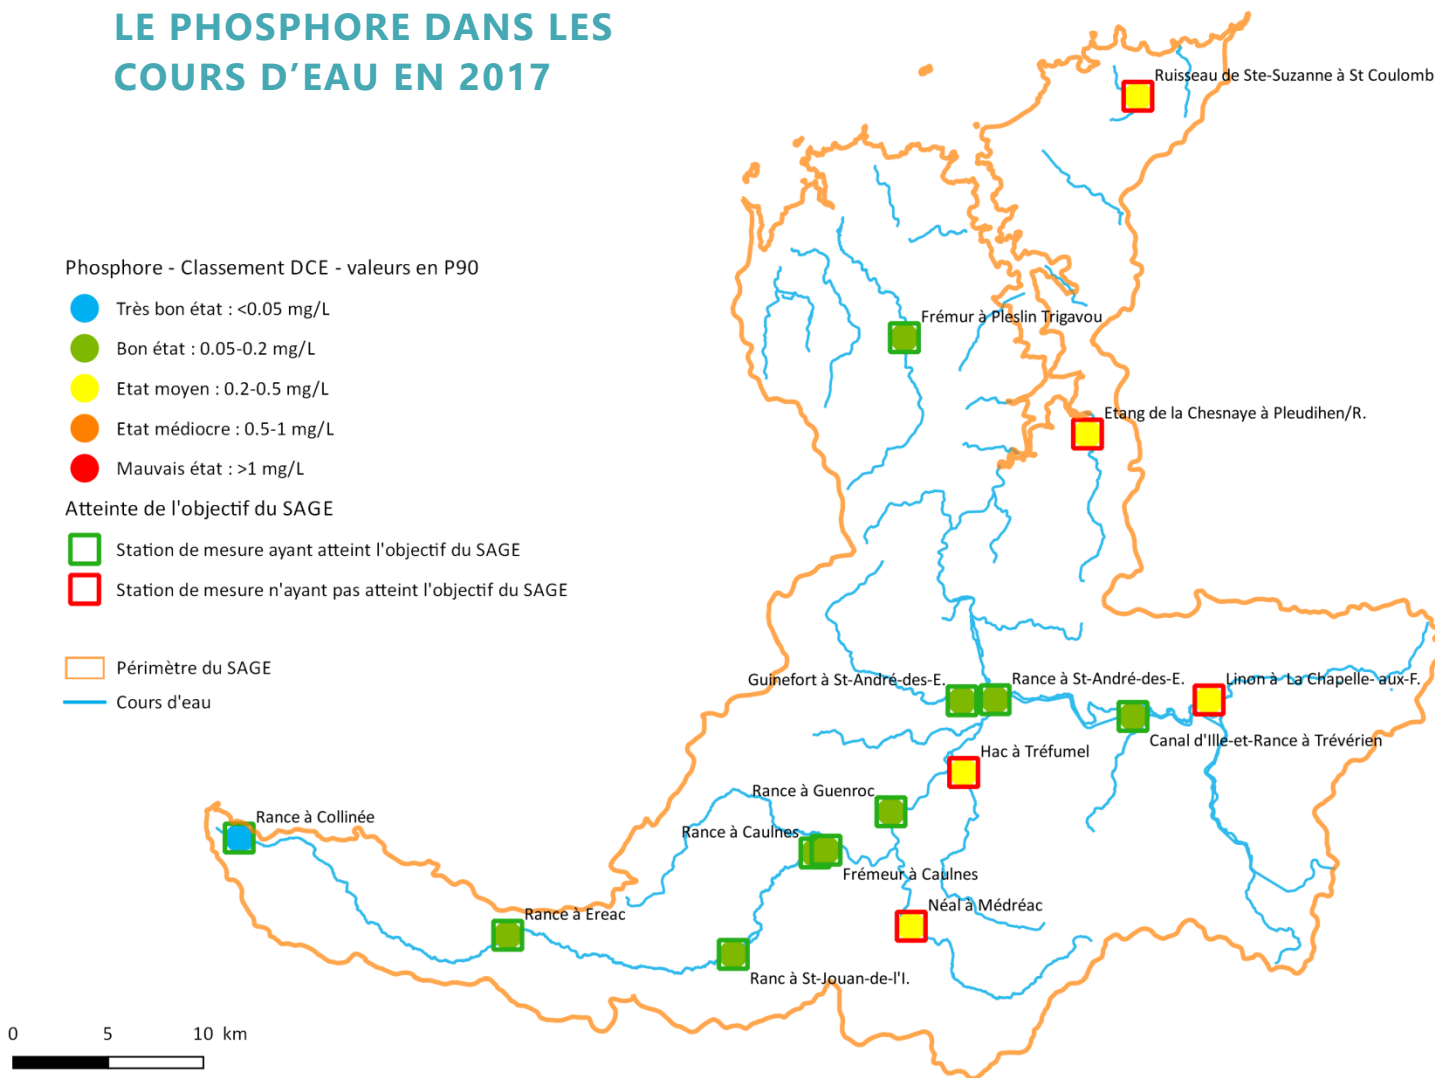 LE PHOSPHORE DANS LES
COURS D'EAU EN 2017
Ruisseau de Ste-Suzanne à St Coulomb
Phosphore - Classement DCE - valeurs en P90
Très bon état : <0.05 mg/L
Bon état : 0.05-0.2 mg/L
Etat moyen : 0.2-0.5 mg/L
Etat médiocre : 0.5-1 mg/L
Mauvais état : >1 mg/L
Atteinte de l'objectif du SAGE
Station de mesure ayant atteint l'objectif du SAGE
Station de mesure n'ayant pas atteint l'objectif du SAGE
Périmètre du SAGE
Cours d'eau
Frémur à Pleslin Trigavou
Etang de la Chesnaye à Pleudihen/R.
Guinefort à St-André-des-E.
Rance à St-André-des-E.
Linon à  La Chapelle- aux-F.
Canal d'Ille-et-Rance à Trévérien
Hac à Tréfumel
Rance à Guenroc
Rance à Collinée
Rance à Caulnes
Frémeur à Caulnes
Néal à Médréac
Rance à Ereac
Ranc à St-Jouan-de-l'I.
0 5 10 km